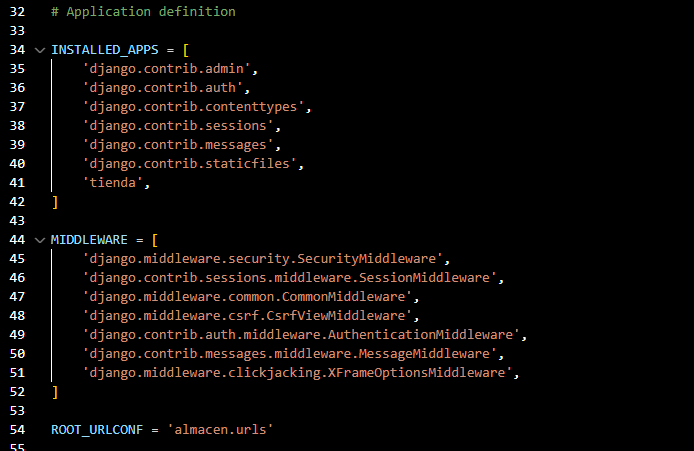 32 # Application definition
33
34 INSTALLED_APPS = [
35 'django.contrib.admin',
36 'django.contrib.auth',
37 'django.contrib.contenttypes',
38 'django.contrib.sessions',
39 'django.contrib.messages',
40 'django.contrib.staticfiles',
41 'tienda',
42 ]
43
44 MIDDLEWARE = [
45 'django.middleware.security.SecurityMiddleware',
46 'django.contrib.sessions.middleware.SessionMiddleware',
47 'django.middleware.common.CommonMiddleware',
48 'django.middleware.csrf.CsrfViewMiddleware',
49 'django.contrib.auth.middleware.AuthenticationMiddleware',
50 'django.contrib.messages.middleware.MessageMiddleware',
51 'django.middleware.clickjacking.XFrameOptionsMiddleware',
52 ]
53
54 ROOT_URLCONF = 'almacen.urls'
55